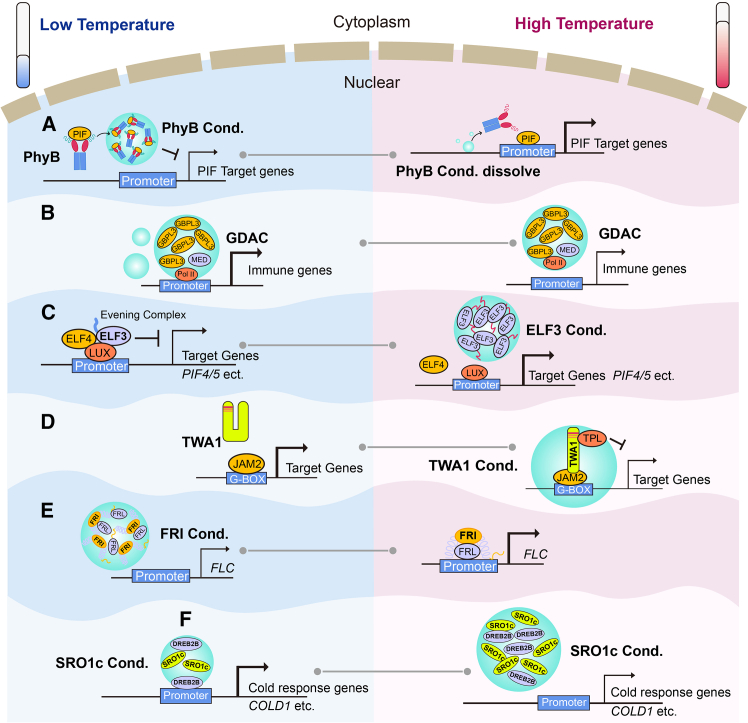 Low Temperature
Cytoplasm
High Temperature
Nuclear
A
PIF
PhyB
PhyB Cond.
Promoter
PIF Target genes
PIF
Promoter
PIF Target genes
PhyB Cond. dissolve
B
GBPL3
GBPL3
GBPL3
GBPL3
GBPL3
MED
Pol II
Promoter
GDAC
Immune genes
GBPL3
GBPL3
GBPL3
GBPL3
GBPL3
MED
Pol II
Promoter
GDAC
Immune genes
C
Evening Complex
ELF4
ELF3
LUX
Promoter
Target Genes
PIF4/5 ect.
ELF3
ELF3
ELF3
ELF3
ELF3
ELF3
ELF3 Cond.
ELF4
LUX
Promoter
Target Genes PIF4/5 ect.
D
TWA1
JAM2
G-BOX
Target Genes
TWA1 Cond.
TWA1
TPL
JAM2
G-BOX
Target Genes
E
FRI
FRL
FRL
FRI
FRI
FRL
FRI
FRL
FRI Cond.
Promoter
FLC
FRI
FRL
Promoter
FLC
F
SRO1c Cond.
DREB2B
SRO1c
SRO1c
DREB2B
Promoter
Cold response genes
COLD1 etc.
SRO1c
SRO1c
DREB2B
DREB2B
DREB2B
SRO1c
SRO1c
SRO1c
DREB2B
SRO1c Cond.
Promoter
Cold response genes
COLD1 etc.